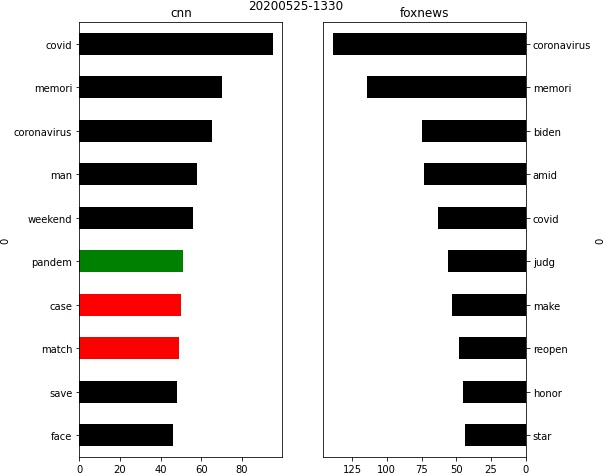 20200525-1330
cnn
foxnews
covid
memori
coronavirus
man
weekend
pandem
case
match
save
face
0
0 20 40 60 80
coronavirus
memori
biden
amid
covid
judg
make
reopen
honor
star
0
125 100 75 50 25 0